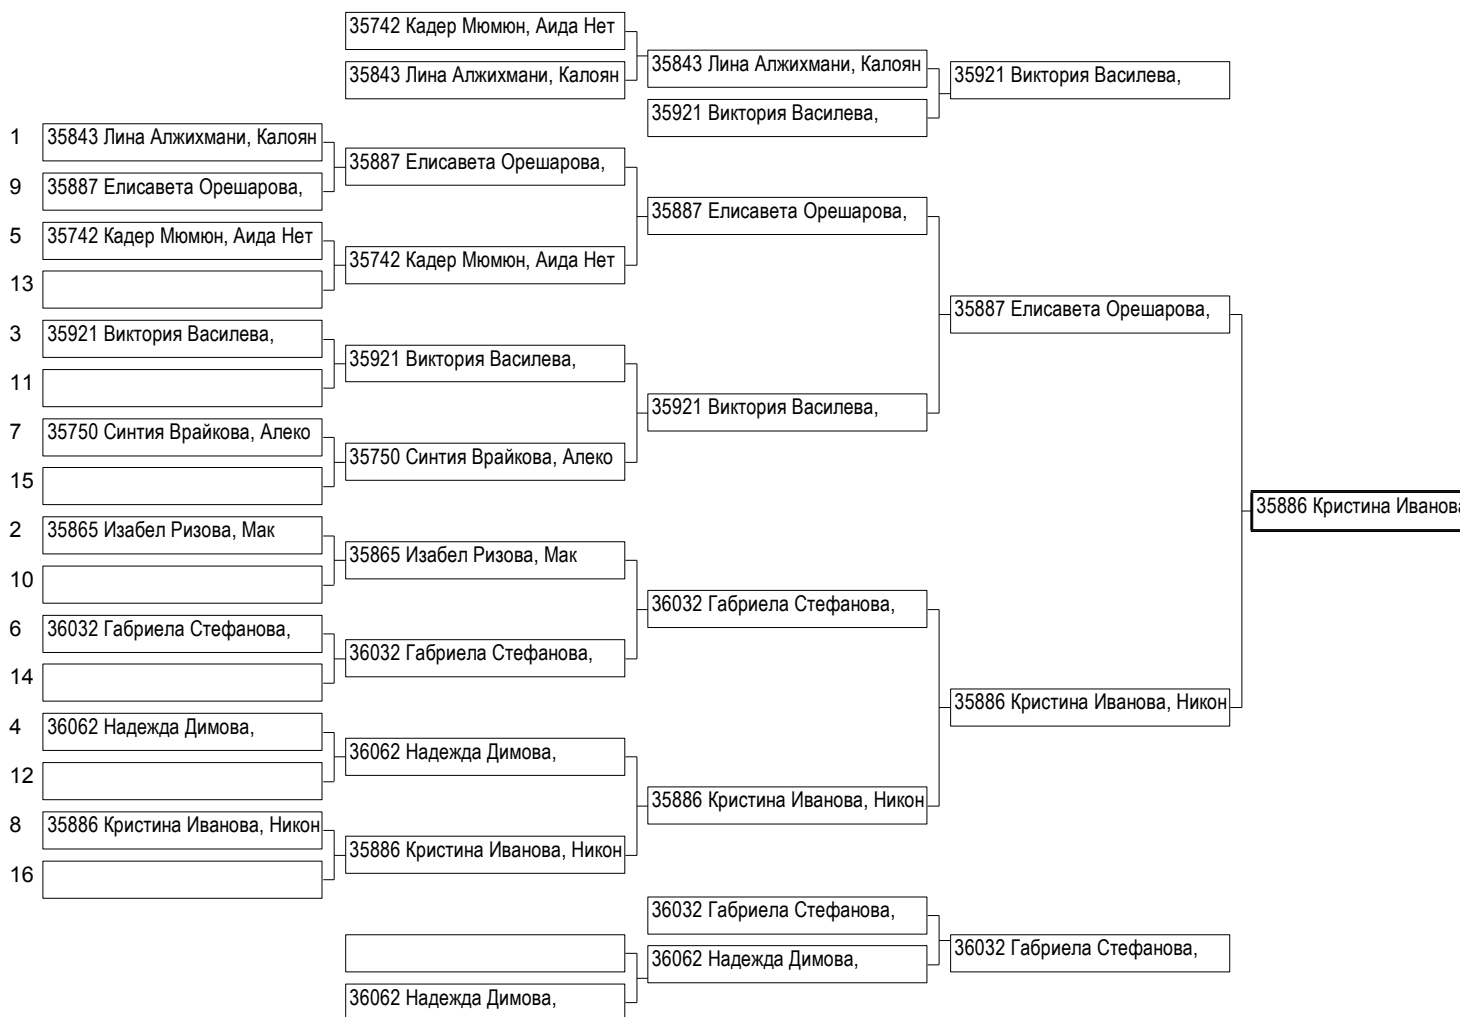 35742 Кадер Мюмюн, Аида Нет
35843 Лина Алжихмани, Калоян
35843 Лина Алжихмани, Калоян
35921 Виктория Василева,
35921 Виктория Василева,
1 35843 Лина Алжихмани, Калоян
9 35887 Елисавета Орешарова,
5 35742 Кадер Мюмюн, Аида Нет
13
3 35921 Виктория Василева,
11
7 35750 Синтия Врайкова, Алеко
15
2 35865 Изабел Ризова, Мак
10
6 36032 Габриела Стефанова,
14
4 36062 Надежда Димова,
12
8 35886 Кристина Иванова, Никон
16
35887 Елисавета Орешарова,
35742 Кадер Мюмюн, Аида Нет
35921 Виктория Василева,
35750 Синтия Врайкова, Алеко
35865 Изабел Ризова, Мак
36032 Габриела Стефанова,
36062 Надежда Димова,
35886 Кристина Иванова, Никон
35887 Елисавета Орешарова,
35921 Виктория Василева,
36032 Габриела Стефанова,
35886 Кристина Иванова, Никон
35887 Елисавета Орешарова,
35886 Кристина Иванова, Никон
35886 Кристина Иванова
36032 Габриела Стефанова,
36062 Надежда Димова,
36062 Надежда Димова,
36032 Габриела Стефанова,